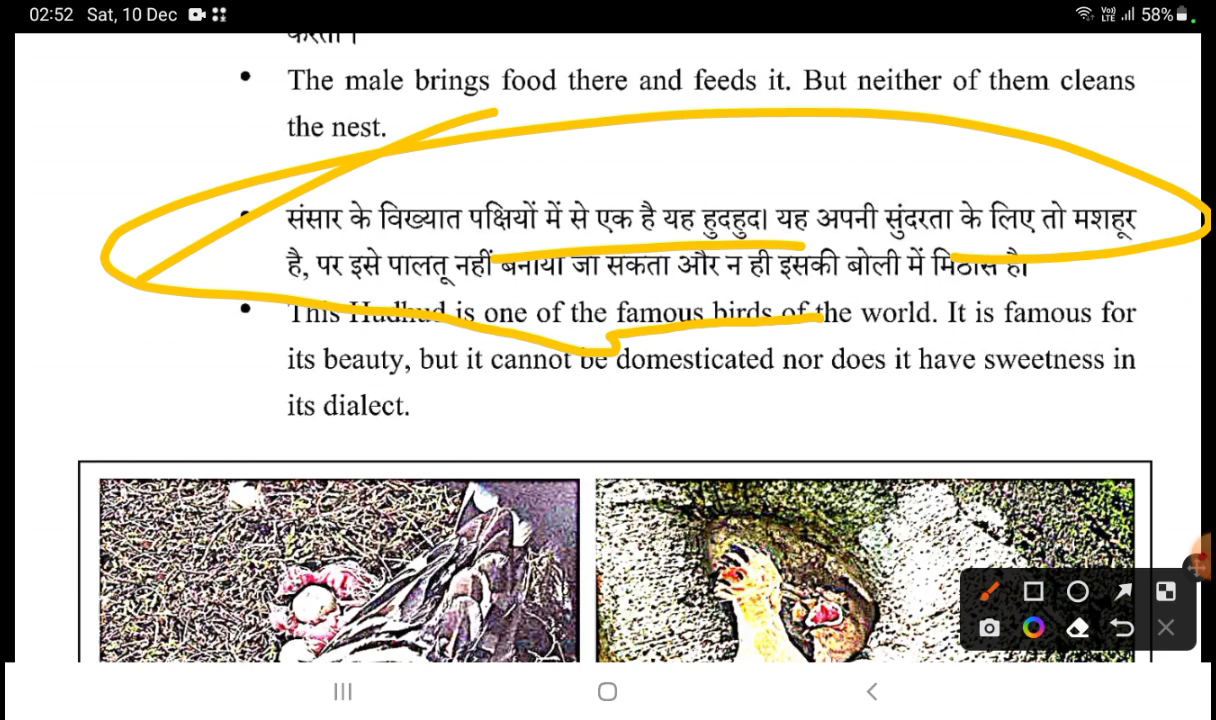 02:52 Sat, 10 Dec Vo) LTE 58%
• The male brings food there and feeds it. But neither of them cleans
the nest.
• संसार के विख्यात पक्षियों में से एक है यह हुदहुद। यह अपनी सुंदरता के लिए तो मशहूर
है, पर इसे पालतू नहीं बनाया जा सकता और न ही इसकी बोली में मिठास है।
• This Hudhud is one of the famous birds of the world. It is famous for
its beauty, but it cannot be domesticated nor does it have sweetness in
its dialect.